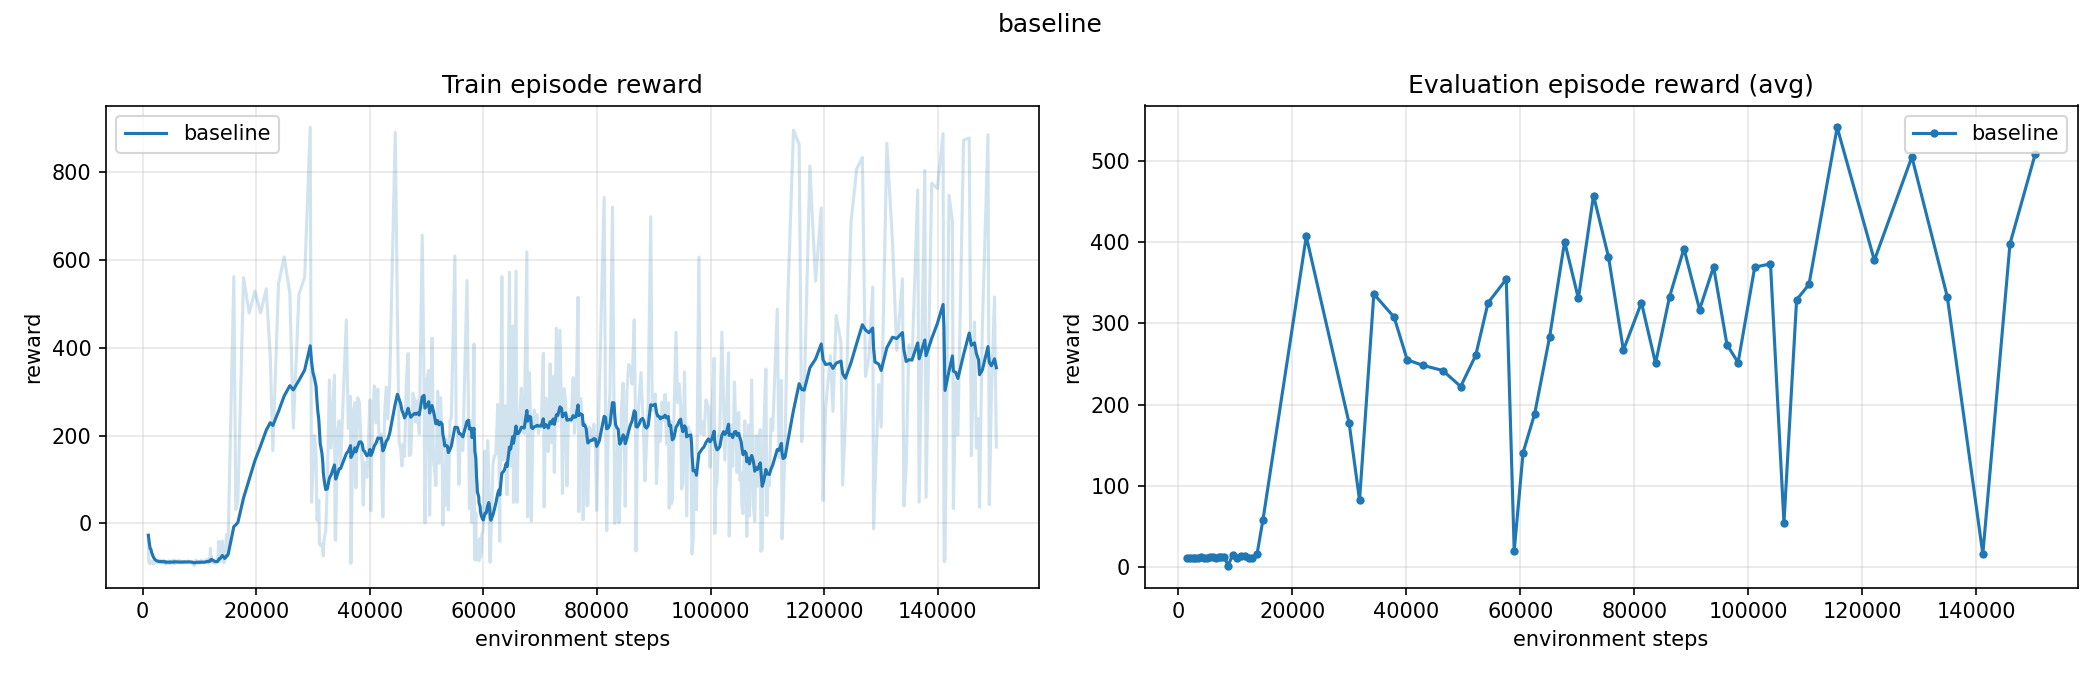 baseline
Train episode reward
baseline
800
600
400
200
0
reward
0 20000 40000 60000 80000 100000 120000 140000
environment steps
Evaluation episode reward (avg)
baseline
500
400
300
200
100
0
reward
0 20000 40000 60000 80000 100000 120000 140000
environment steps